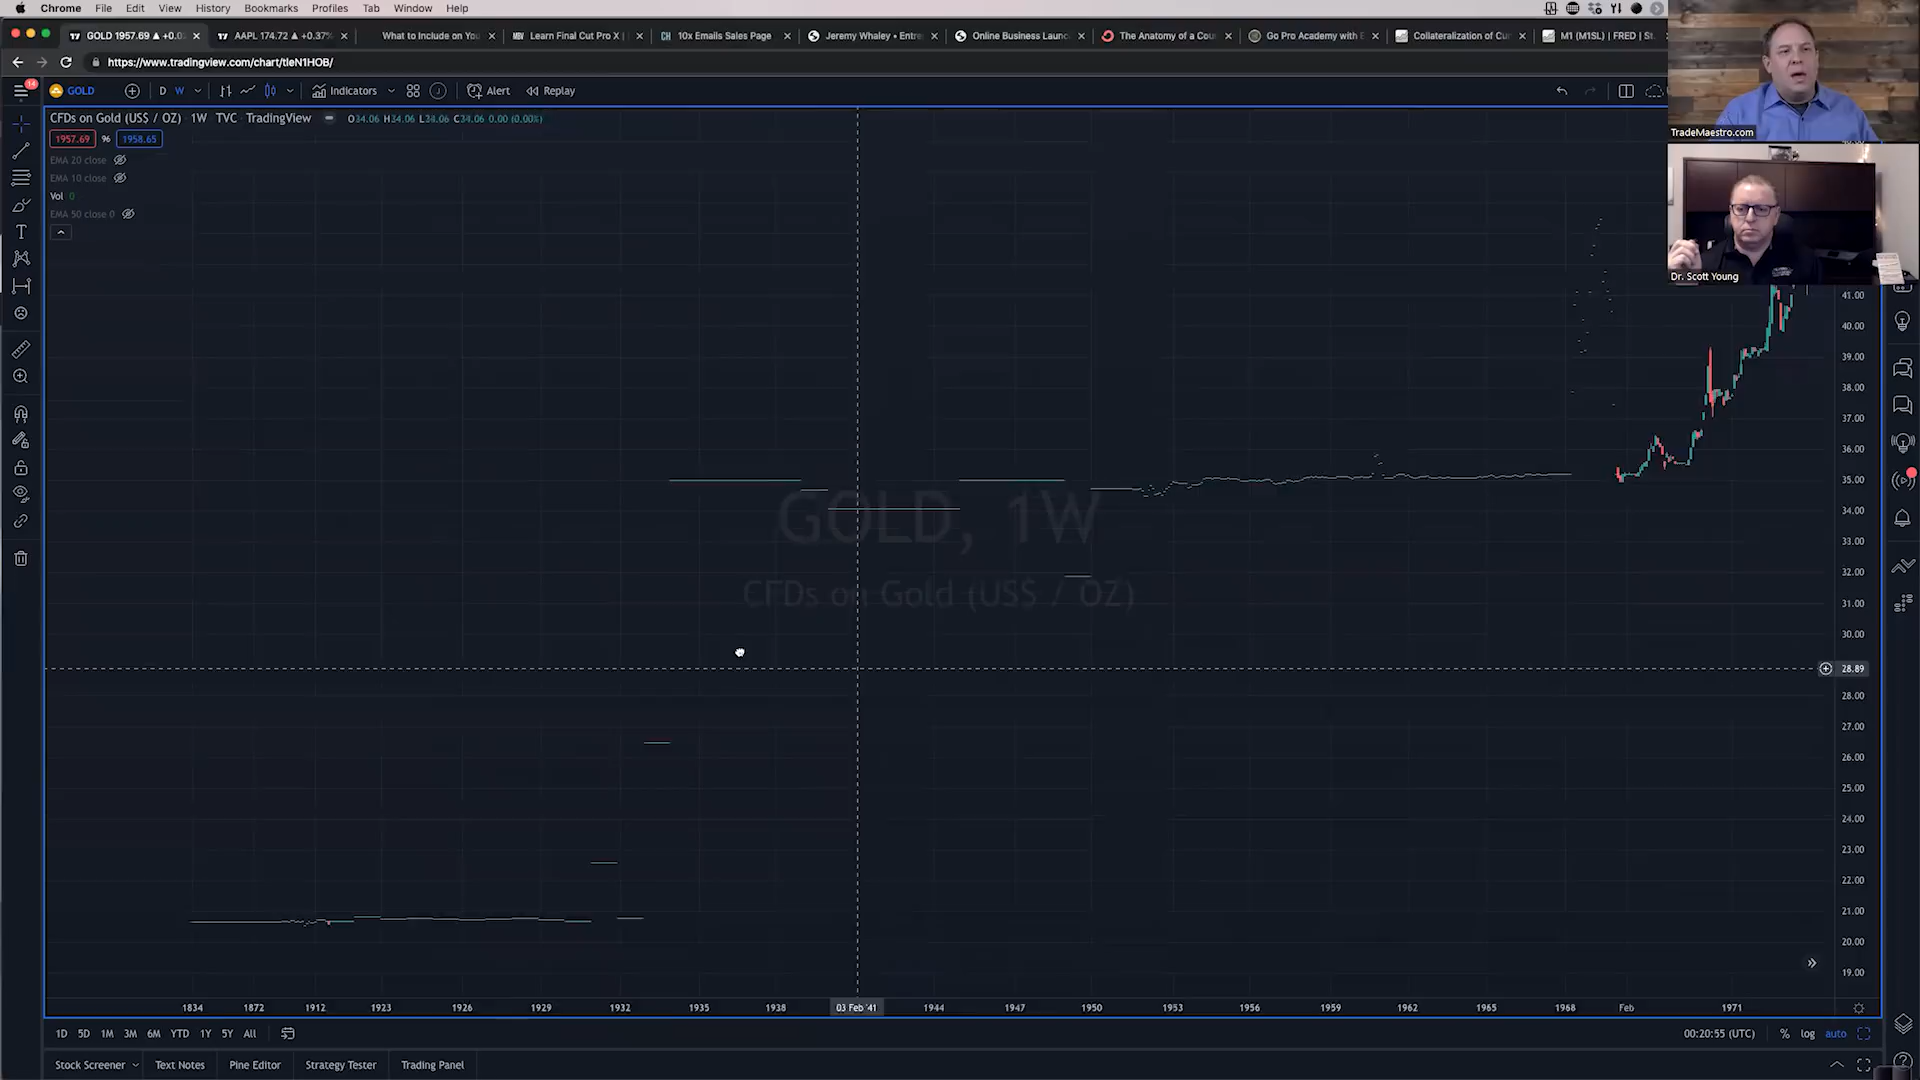 Chrome File Edit View History Bookmarks Profiles Tab Window Help
GOLD 1957.69 ▲ +0.0 AAPL 174.72 ▲ +0.37% What to Include on You Learn Final Cut Pro X | 10x Emails Sales Page Jeremy Whaley • Entre Online Business Launc The Anatomy of a Cou Go Pro Academy with E Collateralization of Cu M1 (M1SL) | FRED | St.
https://www.tradingview.com/chart/tleN1HOB/
14
GOLD D W Indicators J Alert Replay
CFDs on Gold (US$ / OZ) · 1W · TVC · TradingView O34.06 H34.06 L34.06 C34.06 0.00 (0.00%)
1957.69 96 1958.65
EMA 20 close
EMA 10 close
Vol 0
EMA 50 close 0
TradeMaestro.com
Dr. Scott Young
41.00
40.00
39.00
38.00
37.00
36.00
35.00
34.00
33.00
32.00
31.00
30.00
28.89
28.00
27.00
26.00
25.00
24.00
23.00
22.00
21.00
20.00
19.00
GOLD, 1W
CFDs on Gold (US$ / OZ)
1834 1872 1912 1923 1926 1929 1932 1935 1938 03 Feb '41 1944 1947 1950 1953 1956 1959 1962 1965 1968 Feb 1971
1D 5D 1M 3M 6M YTD 1Y 5Y All 00:20:55 (UTC) % log auto
Stock Screener Text Notes Pine Editor Strategy Tester Trading Panel